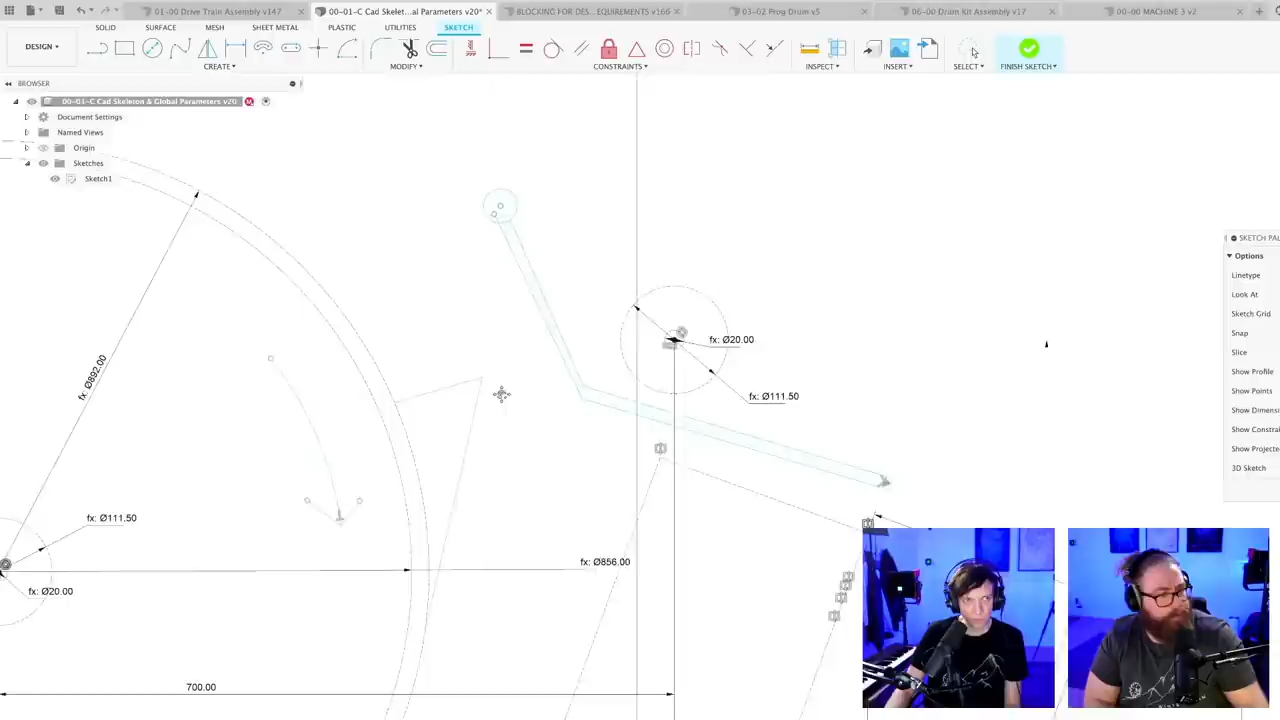 01-00 Drive Train Assembly v147
00-01-C Cad Skelet...al Parameters v20*
BLOCKING FOR DES...EQUIREMENTS v166
03-02 Prog Drum v5
06-00 Drum Kit Assembly v17
00-00 MACHINE 3 v2
SOLID
SURFACE
MESH
SHEET METAL
PLASTIC
UTILITIES
SKETCH
DESIGN
CREATE
MODIFY
CONSTRAINTS
INSPECT
INSERT
SELECT
FINISH SKETCH
BROWSER
00-01-C Cad Skeleton & Global Parameters v20
Document Settings
Named Views
Origin
Sketches
Sketch1
SKETCH PAL
Options
Linetype
Look At
Sketch Grid
Snap
Slice
Show Profile
Show Points
Show Dimensi
Show Constrai
Show Projecte
3D Sketch
fx: Ø892.00
fx: Ø20.00
fx: Ø111.50
fx: Ø111.50
fx: Ø856.00
fx: Ø20.00
700.00